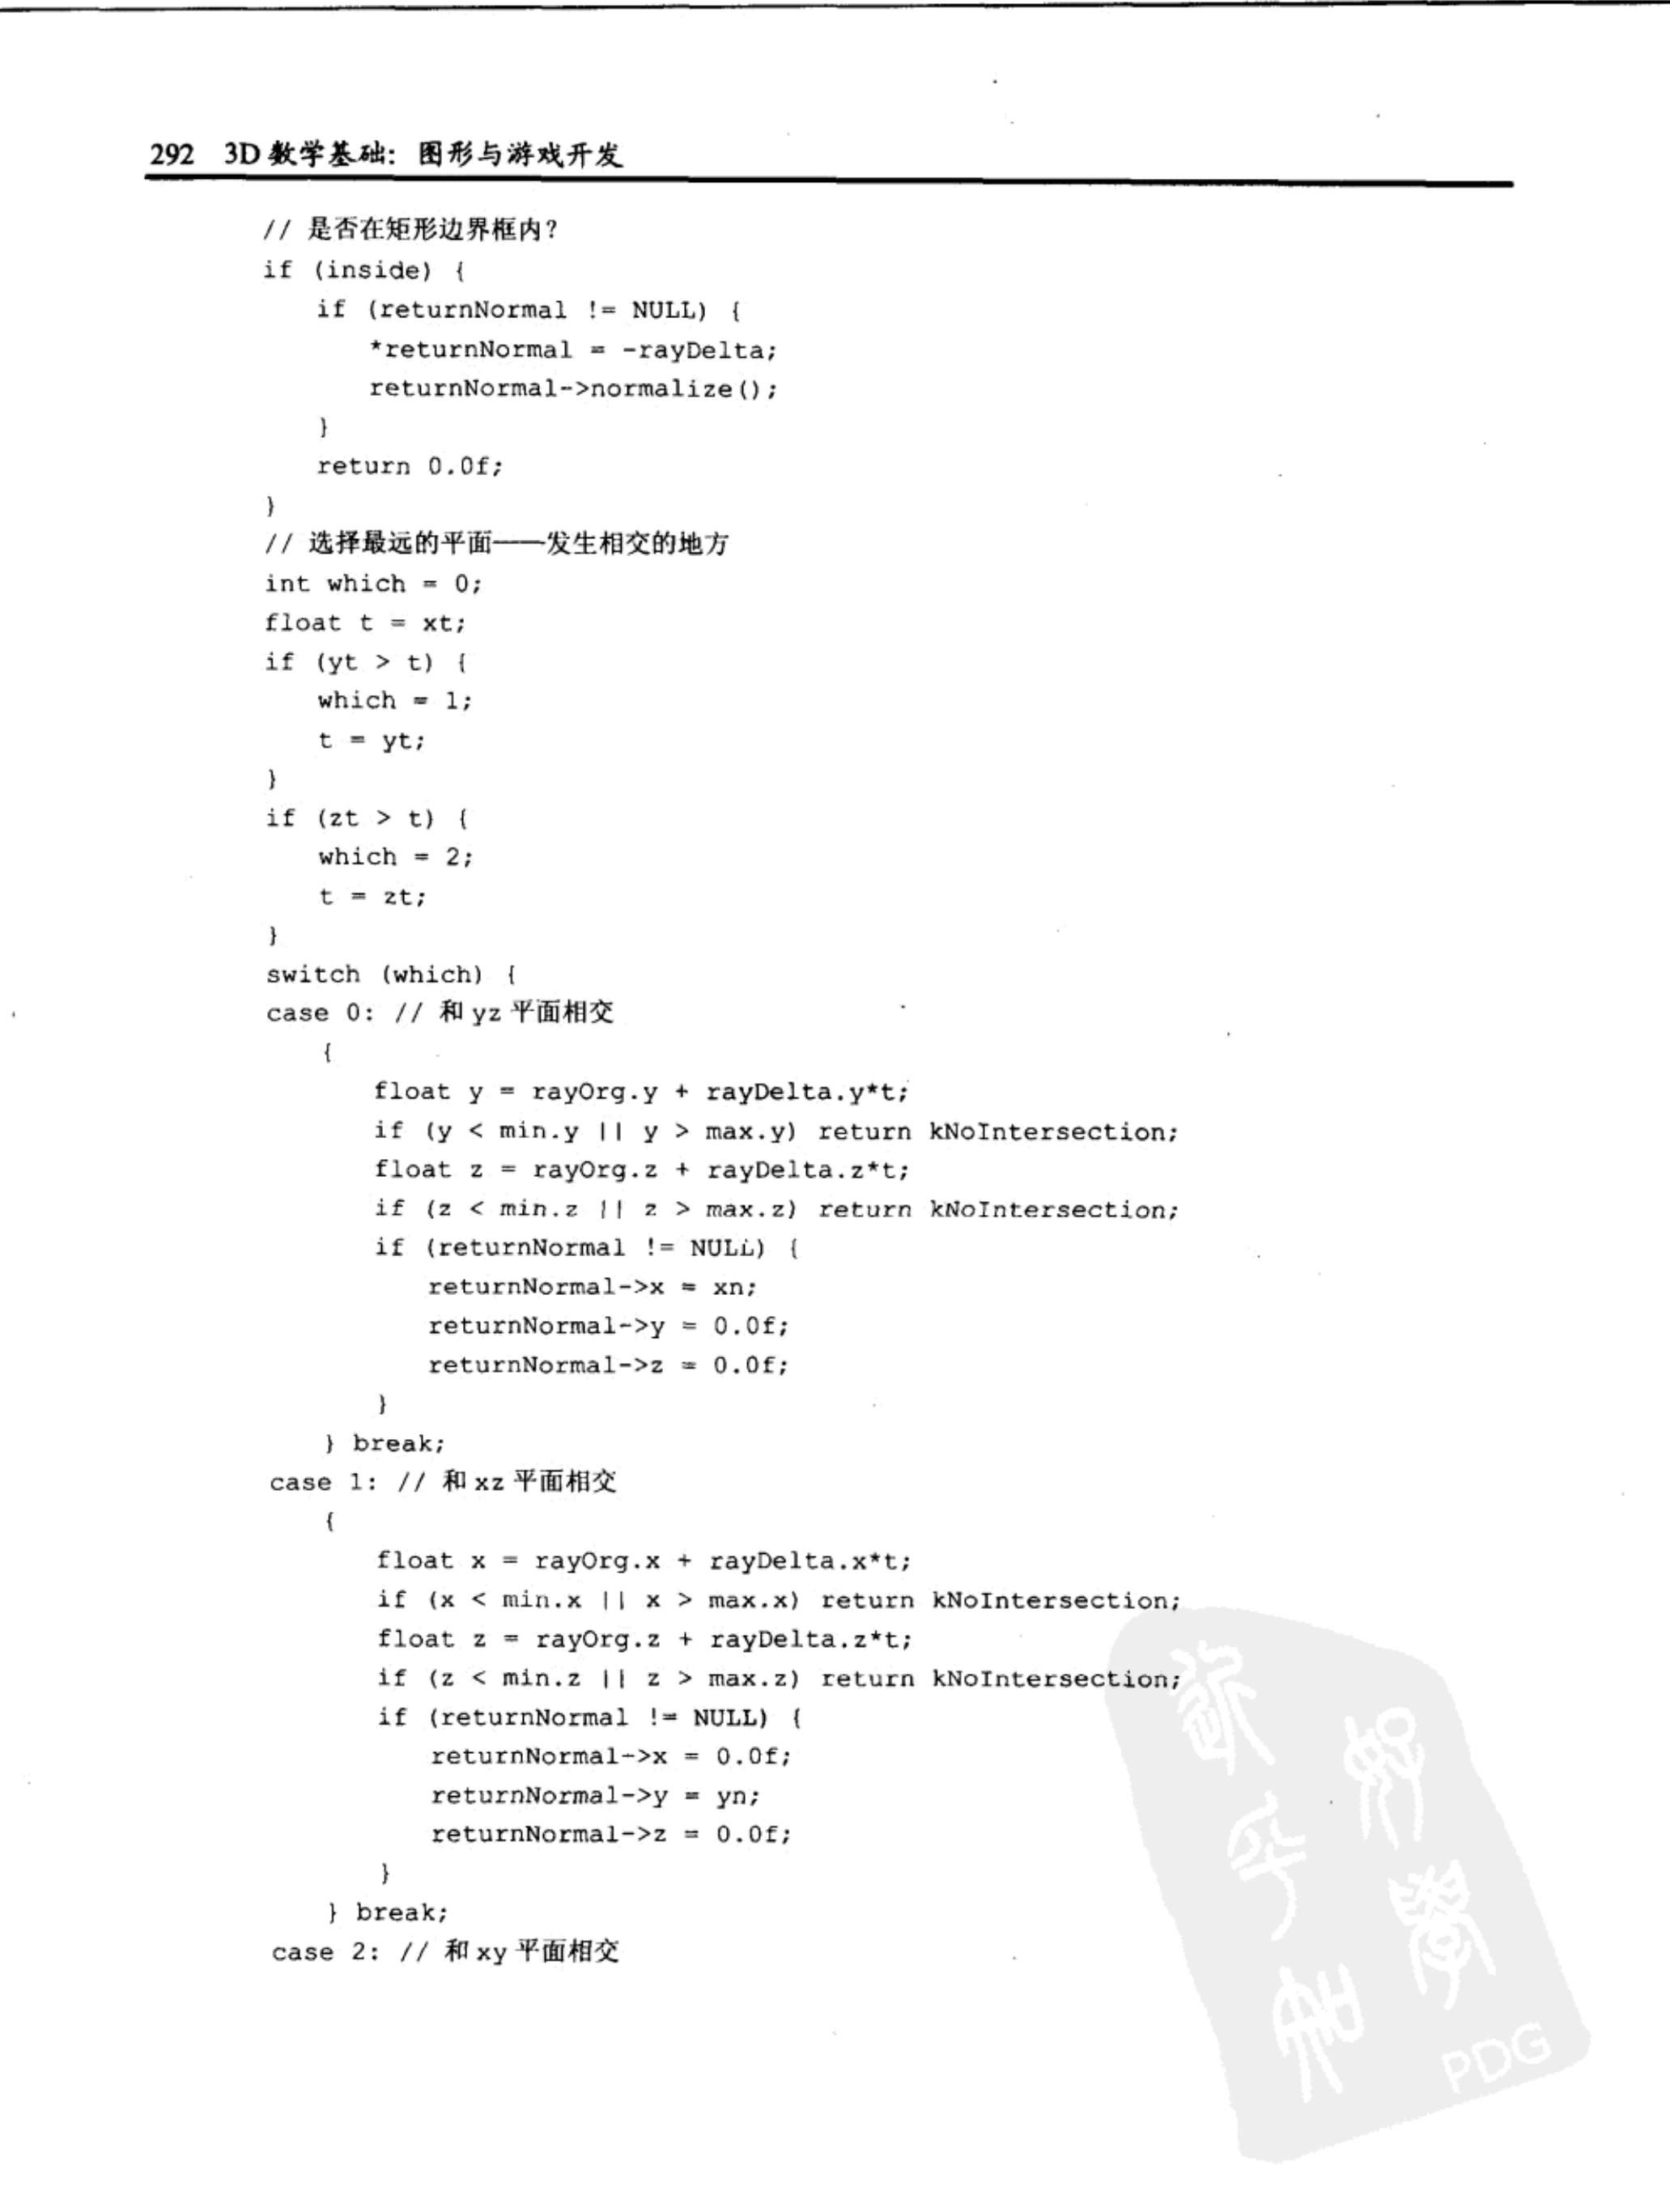 292 3D 数学基础：图形与游戏开发
// 是否在矩形边界框内?
if (inside) {
if (returnNormal != NULL) {
*returnNormal = -rayDelta;
returnNormal->normalize();
}
return 0.0f;
}
// 选择最远的平面——发生相交的地方
int which = 0;
float t = xt;
if (yt > t) {
which = 1;
t = yt;
}
if (zt > t) {
which = 2;
t = zt;
}
switch (which) {
case 0: // 和 yz 平面相交
{
float y = rayOrg.y + rayDelta.y*t;
if (y < min.y || y > max.y) return kNoIntersection;
float z = rayOrg.z + rayDelta.z*t;
if (z < min.z || z > max.z) return kNoIntersection;
if (returnNormal != NULL) {
returnNormal->x = xn;
returnNormal->y = 0.0f;
returnNormal->z = 0.0f;
}
} break;
case 1: // 和 xz 平面相交
{
float x = rayOrg.x + rayDelta.x*t;
if (x < min.x || x > max.x) return kNoIntersection;
float z = rayOrg.z + rayDelta.z*t;
if (z < min.z || z > max.z) return kNoIntersection;
if (returnNormal != NULL) {
returnNormal->x = 0.0f;
returnNormal->y = yn;
returnNormal->z = 0.0f;
}
} break;
case 2: // 和 xy 平面相交
PDG